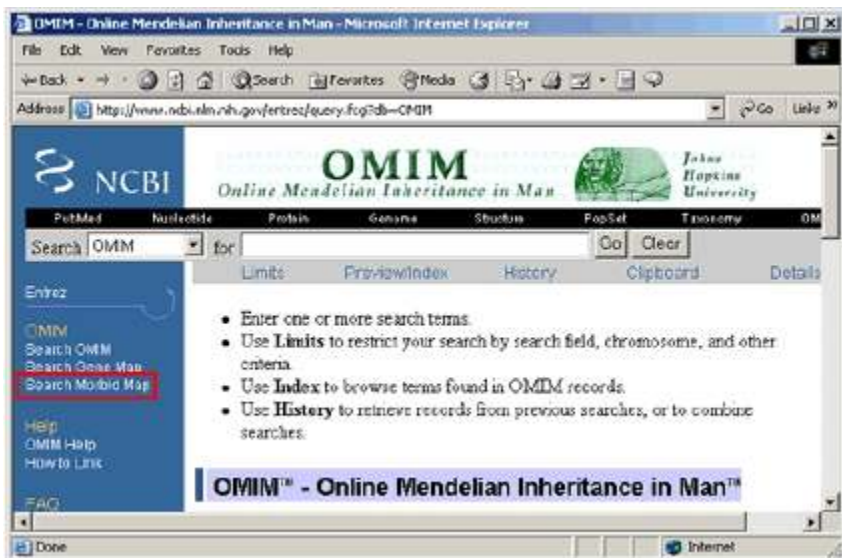 OMIM - Online Mendelian Inheritance in Man - Microsoft Internet Explorer
File Edit View Favorites Tools Help
Back Search Favorites Media
Address http://www.ncbi.nlm.nih.gov/entrez/query.fcgi?db=OMIM Go Links »
NCBI
OMIM
Online Mendelian Inheritance in Man
Johns
Hopkins
University
PubMed Nucleotide Protein Genome Structure PopSet Taxonomy OM
Search OMIM for Go Clear
Limits Preview/Index History Clipboard Details
Entrez
OMIM
Search OMIM
Search Gene Map
Search Morbid Map
Help
OMIM Help
How to Link
FAQ
• Enter one or more search terms.
• Use Limits to restrict your search by search field, chromosome, and other
criteria.
• Use Index to browse terms found in OMIM records.
• Use History to retrieve records from previous searches, or to combine
searches.
OMIM™ - Online Mendelian Inheritance in Man™
Done Internet